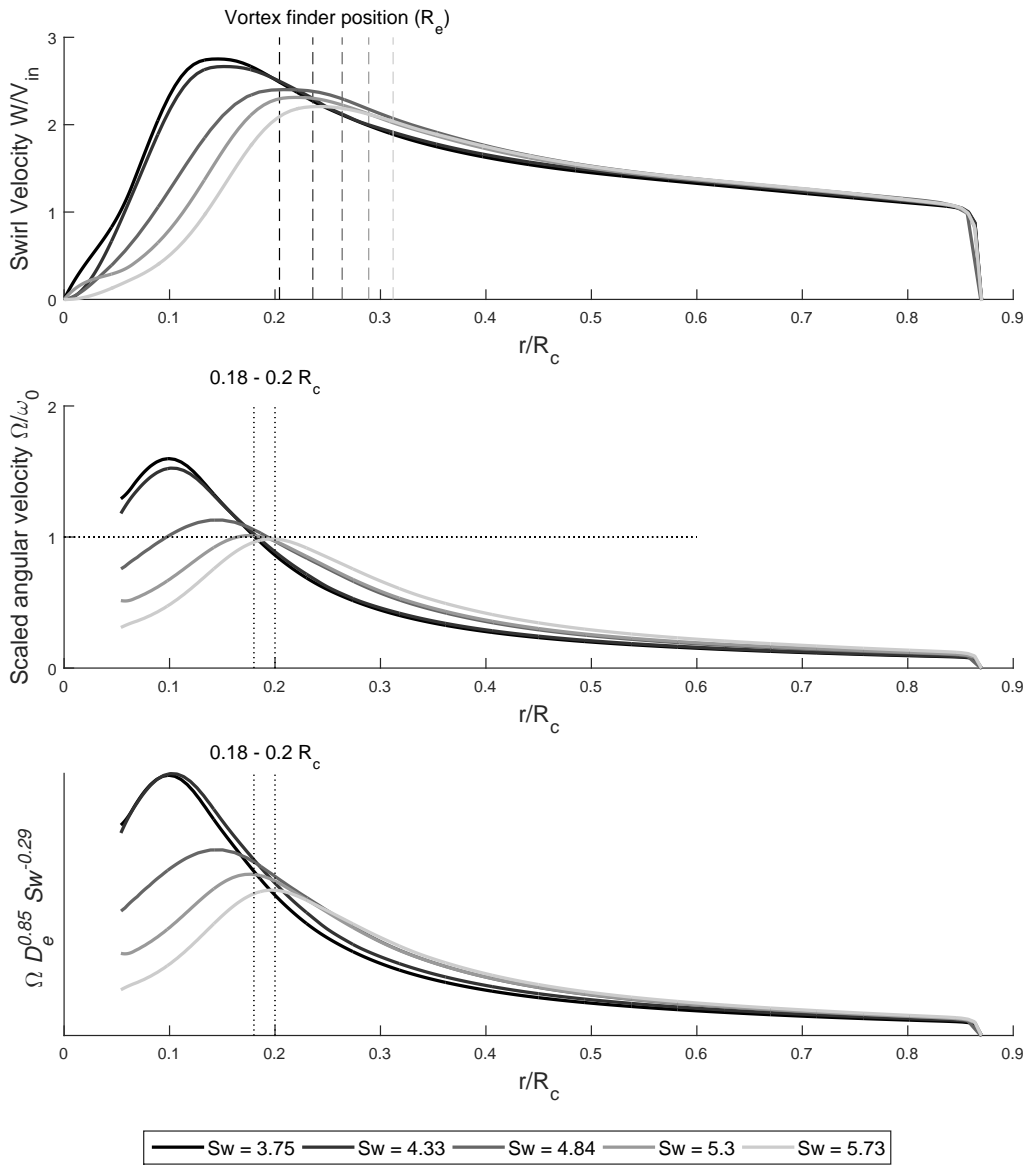 Vortex finder position (R_e)
Swirl Velocity W/V_in
3
2
1
0
0 0.1 0.2 0.3 0.4 0.5 0.6 0.7 0.8 0.9
r/R_c
0.18 - 0.2 R_c
Scaled angular velocity Ω/ω_0
2
1
0
0 0.1 0.2 0.3 0.4 0.5 0.6 0.7 0.8 0.9
r/R_c
0.18 - 0.2 R_c
Ω D_e^0.85 Sw^-0.29
0 0.1 0.2 0.3 0.4 0.5 0.6 0.7 0.8 0.9
r/R_c
Sw = 3.75 Sw = 4.33 Sw = 4.84 Sw = 5.3 Sw = 5.73